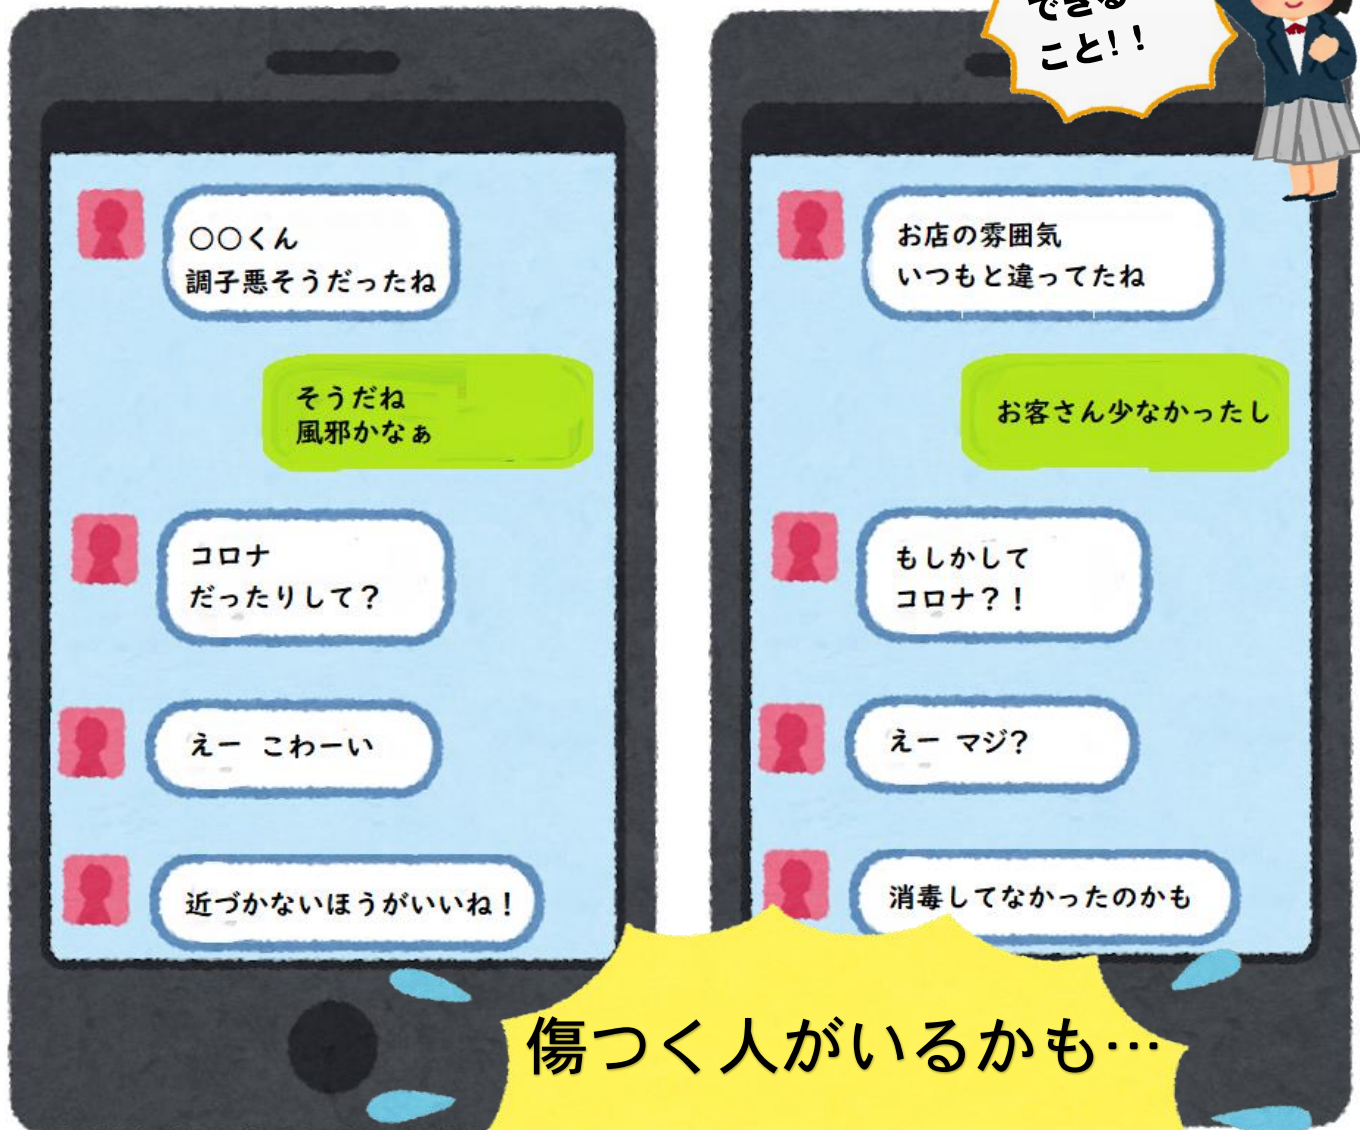 できる
こと!!
○○くん
調子悪そうだったね
そうだね
風邪かなぁ
コロナ
だったりして?
えー こわーい
近づかないほうがいいね!
お店の雰囲気
いつもと違ってたね
お客さん少なかったし
もしかして
コロナ?!
えー マジ?
消毒してなかったのかも
傷つく人がいるかも…